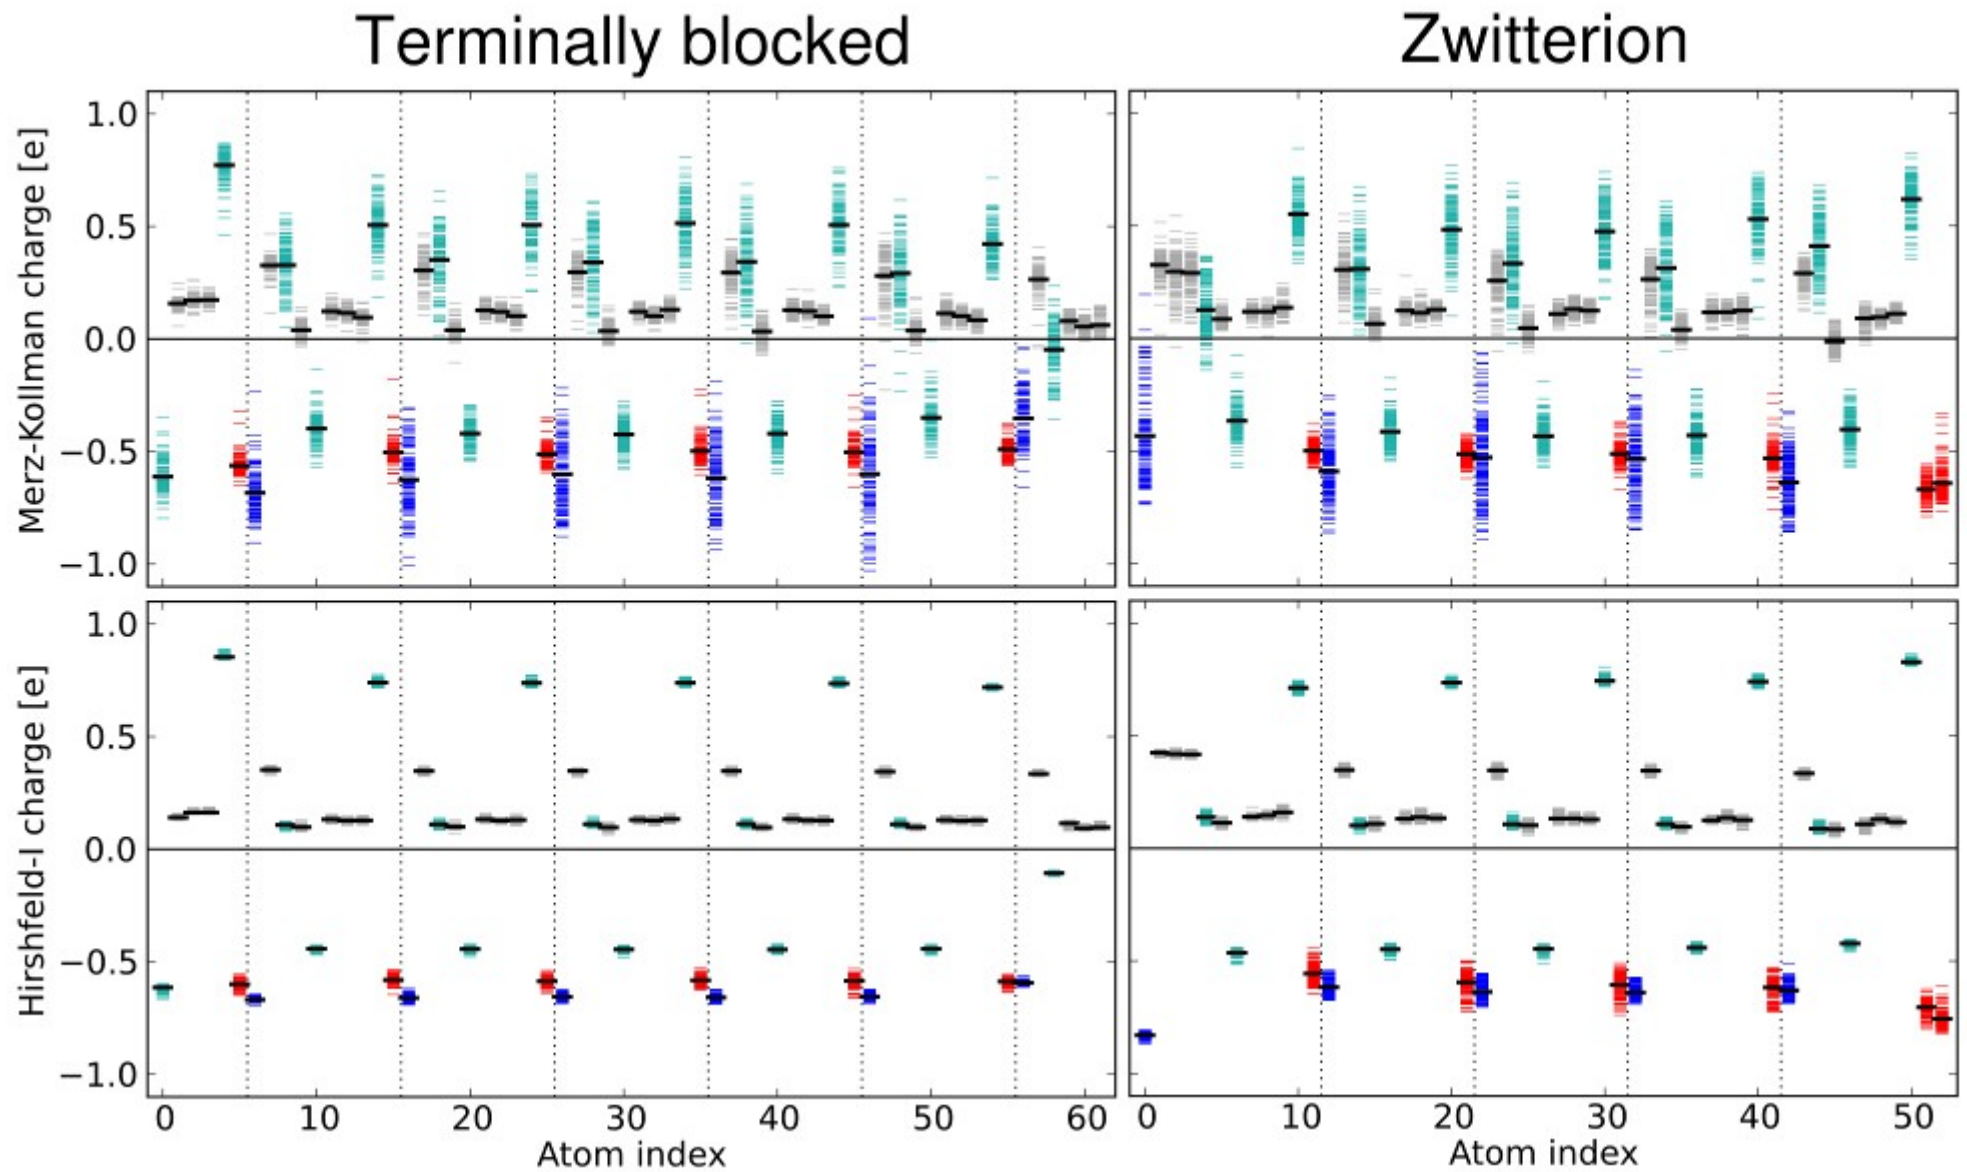 Terminally blocked
Zwitterion
Merz-Kollman charge [e]
1.0
0.5
0.0
−0.5
−1.0
Hirshfeld-I charge [e]
1.0
0.5
0.0
−0.5
−1.0
0 10 20 30 40 50 60
Atom index
0 10 20 30 40 50
Atom index